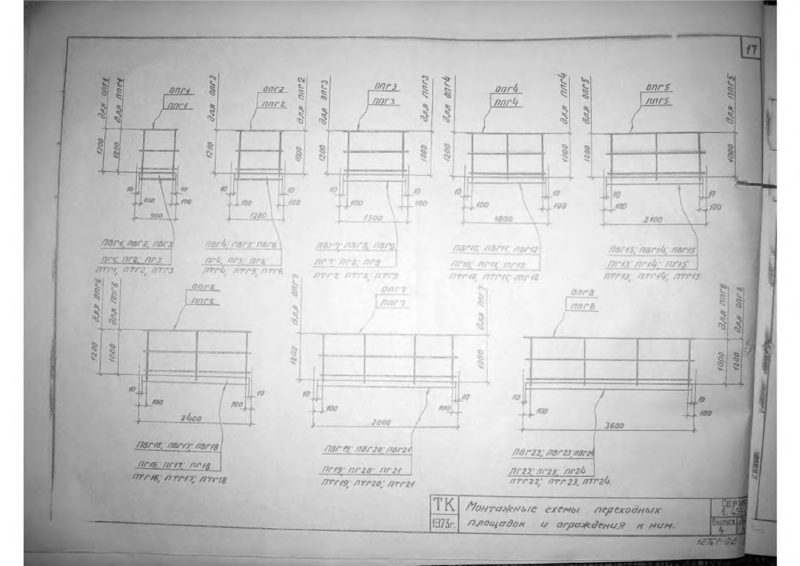 17
для ОПГ1
для ППГ1
ОПГ1
ППГ1
1200
1000
10
10
100
100
900
ПВГ1, ПВГ2, ПВГ3
ПГ1, ПГ2, ПГ3
ПТГ1, ПТГ2, ПТГ3
для ОПГ2
ОПГ2
ППГ2
для ППГ2
1200
1000
10
10
100
100
1200
ПВГ4, ПВГ5, ПВГ6
ПГ4, ПГ5, ПГ6
ПТГ4, ПТГ5, ПТГ6
для ОПГ3
ОПГ3
ППГ3
для ППГ3
1200
1000
10
10
100
100
1500
ПВГ7, ПВГ8, ПВГ9
ПГ7, ПГ8, ПГ9
ПТГ7, ПТГ8, ПТГ9
для ОПГ4
ОПГ4
ППГ4
для ППГ4
1200
1000
10
10
100
100
1800
ПВГ10, ПВГ11, ПВГ12
ПГ10, ПГ11, ПГ12
ПТГ10, ПТГ11, ПТГ12
для ОПГ5
ОПГ5
ППГ5
для ППГ5
1200
1000
10
10
100
100
2100
ПВГ13, ПВГ14, ПВГ15
ПГ13, ПГ14, ПГ15
ПТГ13, ПТГ14, ПТГ15
для ОПГ6
для ППГ6
ОПГ6
ППГ6
1200
1000
10
10
100
100
2400
ПВГ16, ПВГ17, ПВГ18
ПГ16, ПГ17, ПГ18
ПТГ16, ПТГ17, ПТГ18
для ОПГ7
ОПГ7
ППГ7
для ППГ7
1200
1000
10
10
100
100
3000
ПВГ19, ПВГ20, ПВГ21
ПГ19, ПГ20, ПГ21
ПТГ19, ПТГ20, ПТГ21
ОПГ8
ППГ8
для ППГ8
для ОПГ8
1000
1200
10
10
100
100
3600
ПВГ22, ПВГ23, ПВГ24
ПГ22, ПГ23, ПГ24
ПТГ22, ПТГ23, ПТГ24
ТК
1973г.
Монтажные схемы переходных
площадок и ограждения к ним.
Выпуск
4